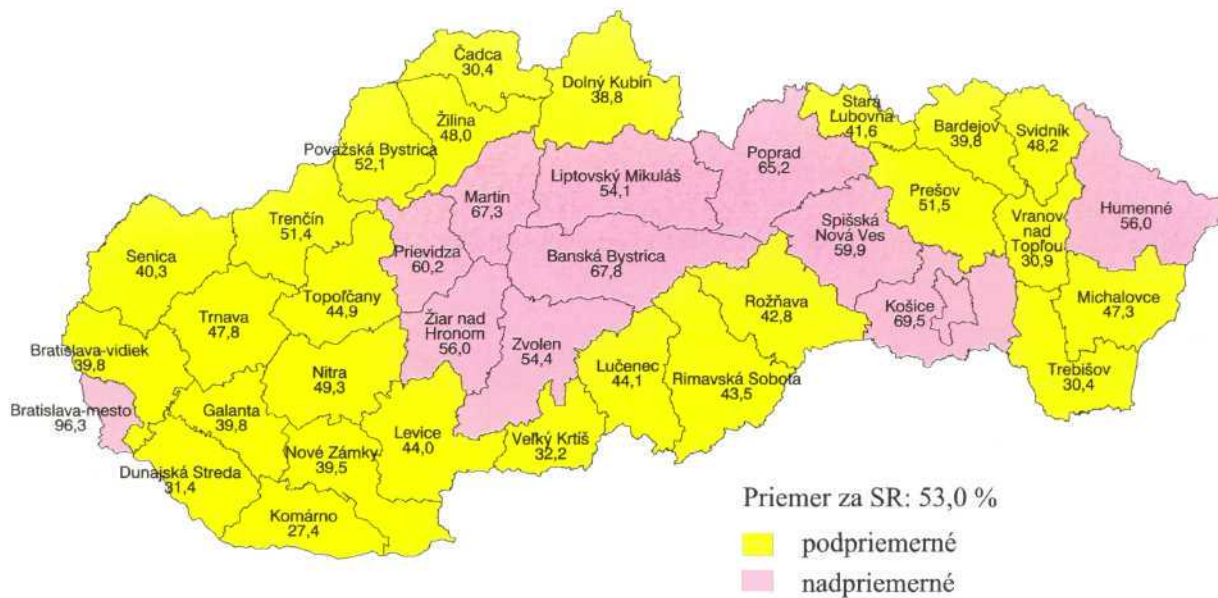 Čadca
30,4
Dolný Kubín
38,8
Žilina
48,0
Považská Bystrica
52,1
Stará
Ľubovňa
41,6
Bardejov
39,8
Svidník
48,2
Poprad
65,2
Liptovský Mikuláš
54,1
Martin
67,3
Prešov
51,5
Humenné
56,0
Trenčín
51,4
Spišská
Nová Ves
59,9
Vranov
nad
Topľou
30,9
Senica
40,3
Prievidza
60,2
Banská Bystrica
67,8
Topoľčany
44,9
Rožňava
42,8
Košice
69,5
Michalovce
47,3
Trnava
47,8
Žiar nad
Hronom
56,0
Zvolen
54,4
Bratislava-vidiek
39,8
Nitra
49,3
Lučenec
44,1
Rimavská Sobota
43,5
Trebišov
30,4
Bratislava-mesto
96,3
Galanta
39,8
Levice
44,0
Veľký Krtíš
32,2
Nové Zámky
39,5
Dunajská Streda
31,4
Komárno
27,4
Priemer za SR: 53,0 %
podpriemerné
nadpriemerné